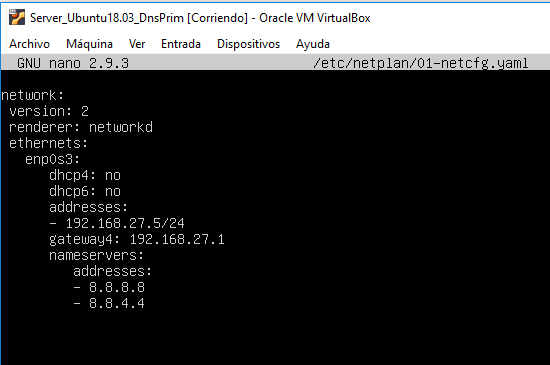 Server_Ubuntu18.03_DnsPrim [Corriendo] - Oracle VM VirtualBox
Archivo Máquina Ver Entrada Dispositivos Ayuda
GNU nano 2.9.3 /etc/netplan/01-netcfg.yaml
network:
version: 2
renderer: networkd
ethernets:
enp0s3:
dhcp4: no
dhcp6: no
addresses:
- 192.168.27.5/24
gateway4: 192.168.27.1
nameservers:
addresses:
- 8.8.8.8
- 8.8.4.4